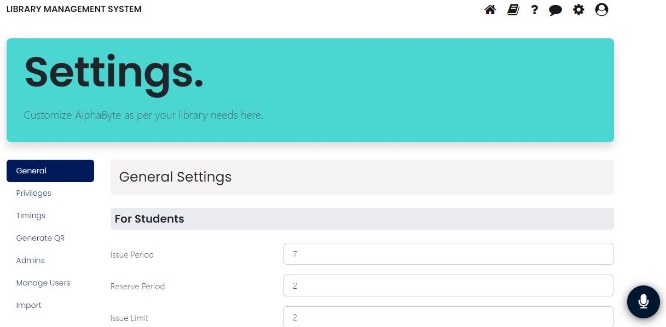 LIBRARY MANAGEMENT SYSTEM
?
Settings.
Customize AlphaByte as per your library needs here.
General
Privileges
Timings
Generate QR
Admins
Manage Users
Import
General Settings
For Students
Issue Period
7
Reserve Period
2
Issue Limit
2